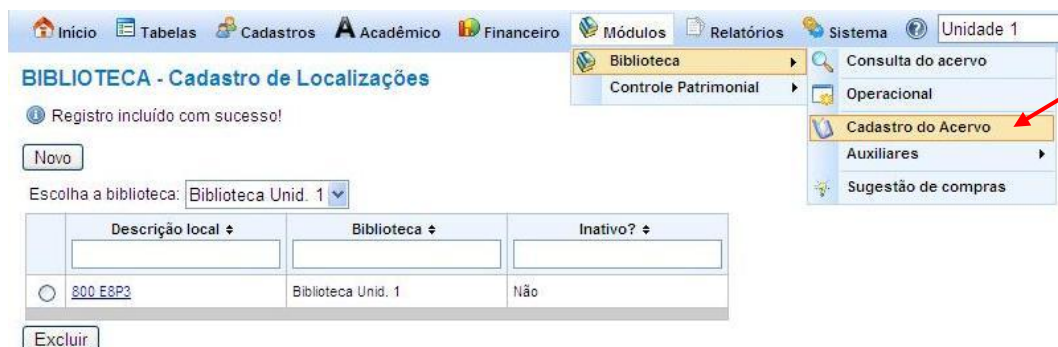 Início Tabelas Cadastros Acadêmico Financeiro Módulos Relatórios Sistema Unidade 1
BIBLIOTECA - Cadastro de Localizações
Registro incluído com sucesso!
Novo
Escolha a biblioteca: Biblioteca Unid. 1
Descrição local Biblioteca Inativo?
800 E8P3 Biblioteca Unid. 1 Não
Excluir
Biblioteca
Controle Patrimonial
Consulta do acervo
Operacional
Cadastro do Acervo
Auxiliares
Sugestão de compras